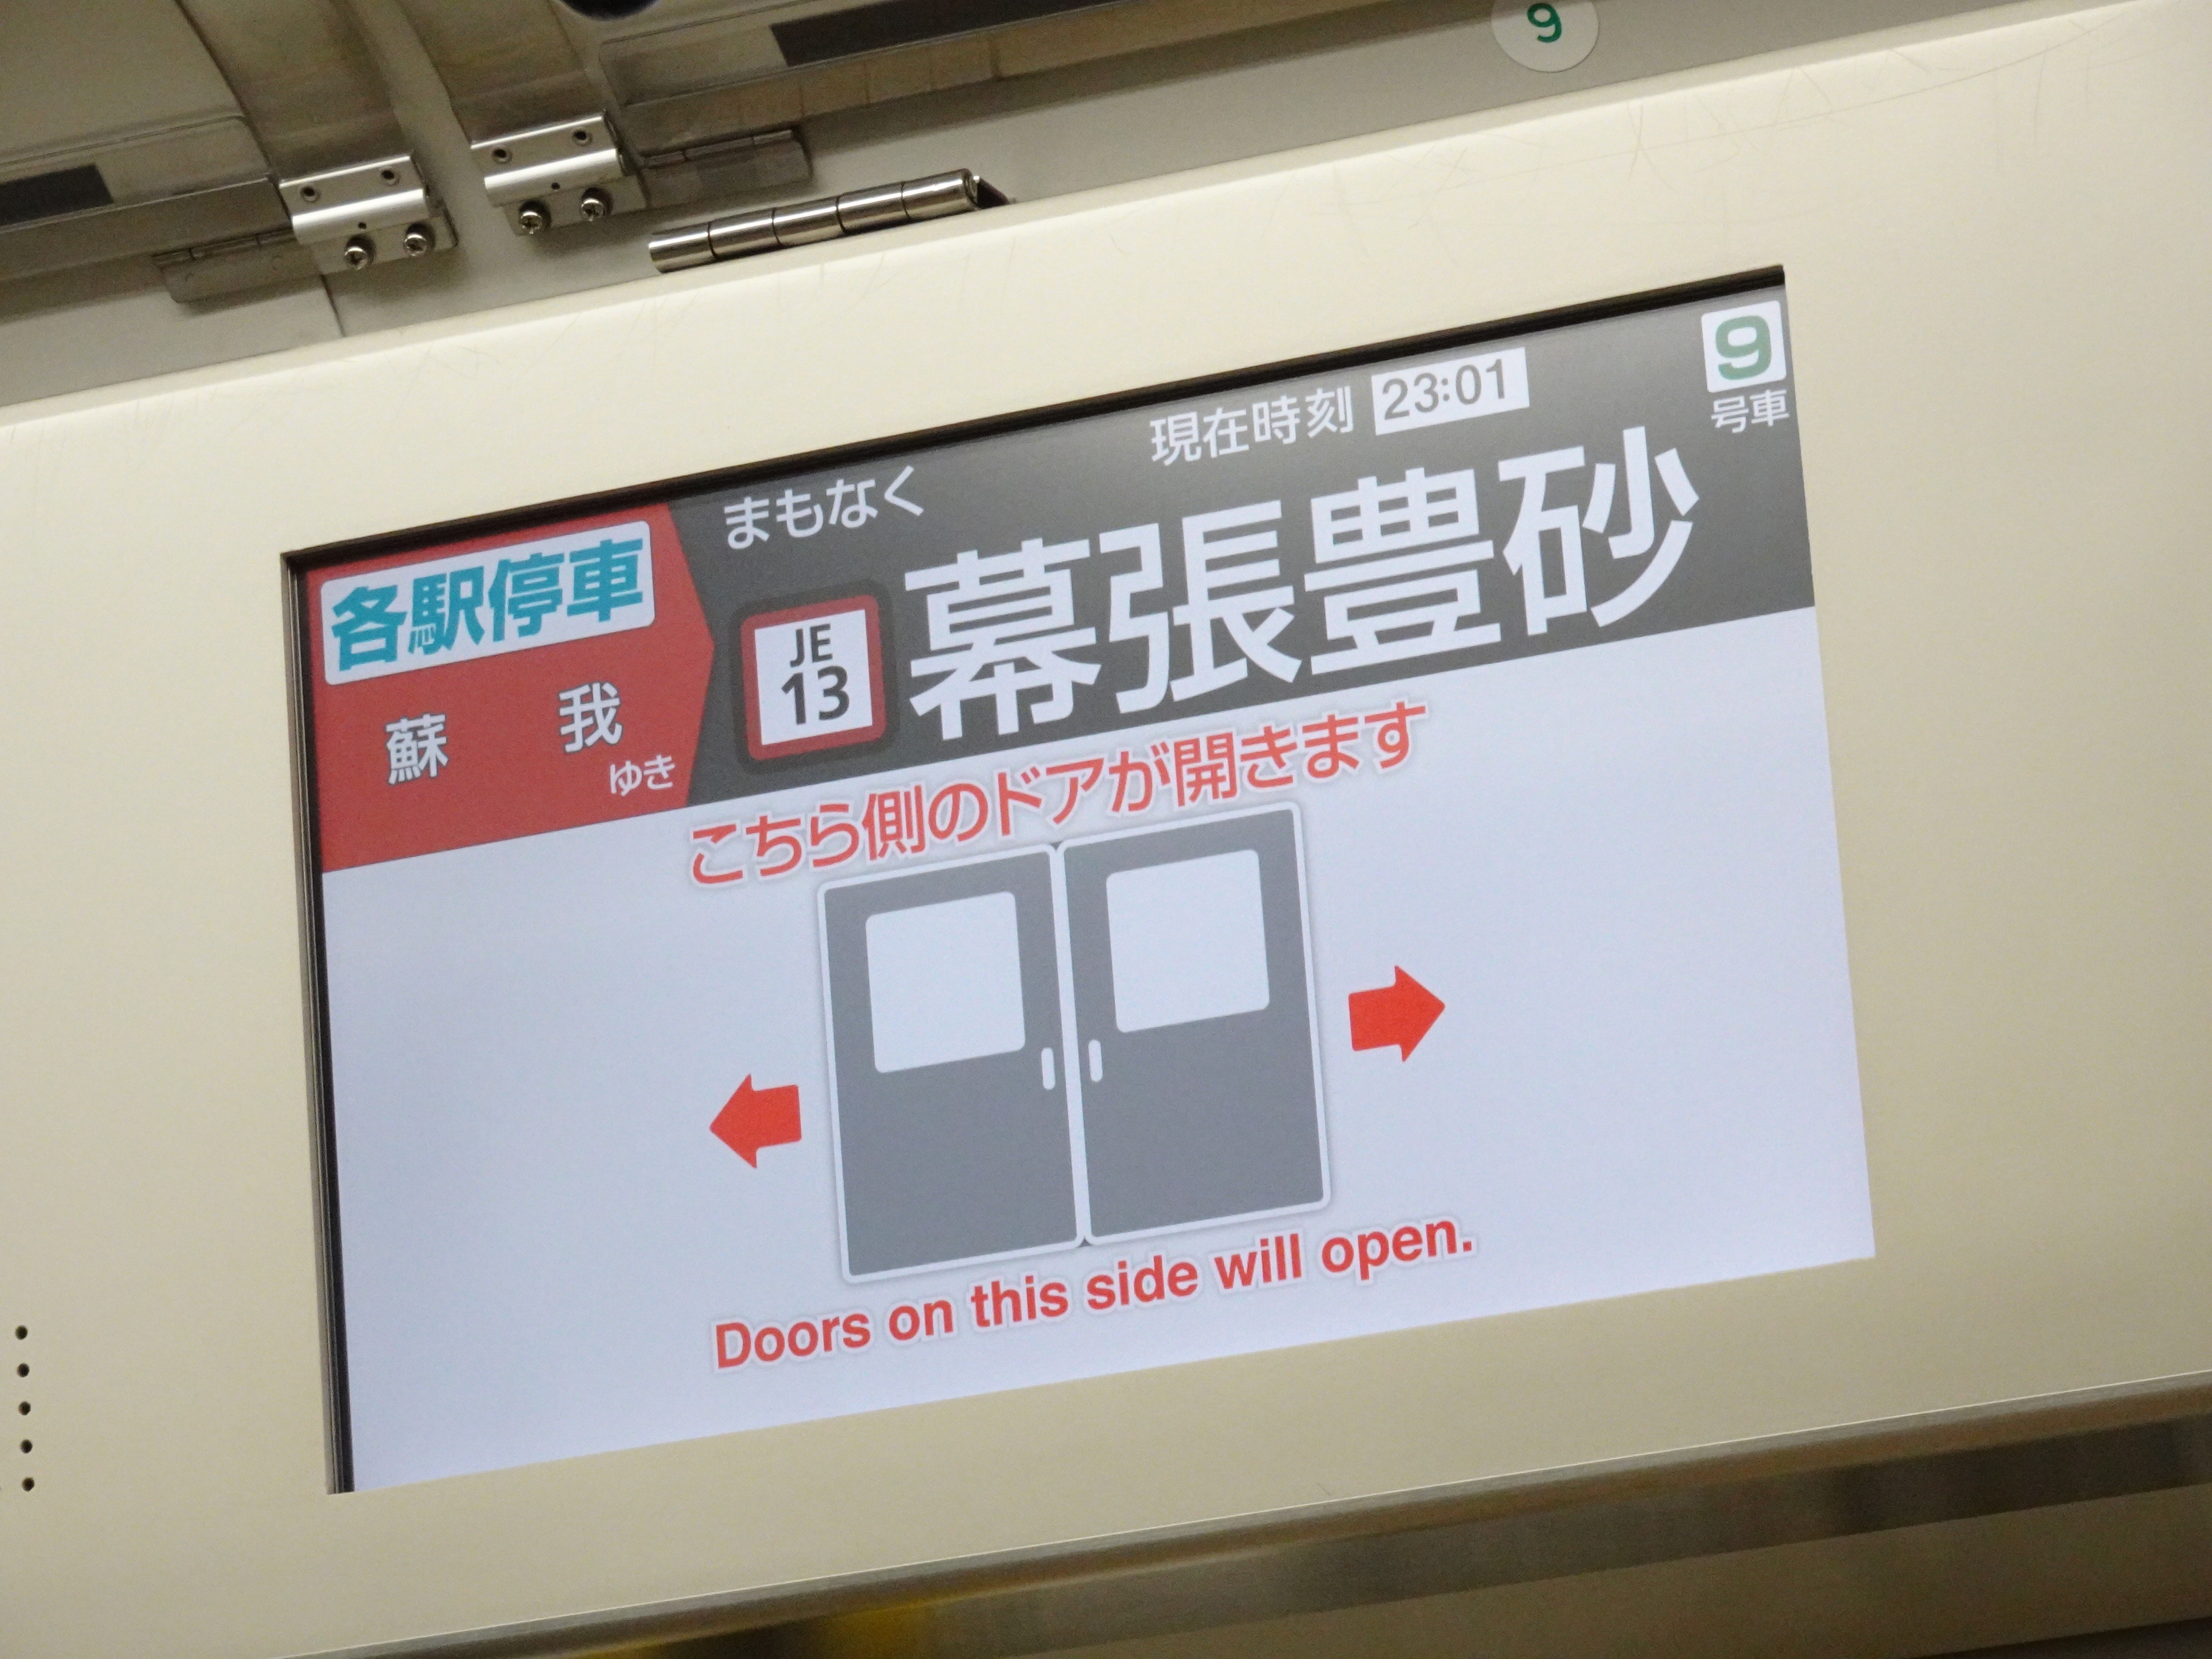 9
現在時刻 23:01
9
号車
各駅停車
まもなく
JE
13
幕張豊砂
蘇我
ゆき
こちら側のドアが開きます
Doors on this side will open.